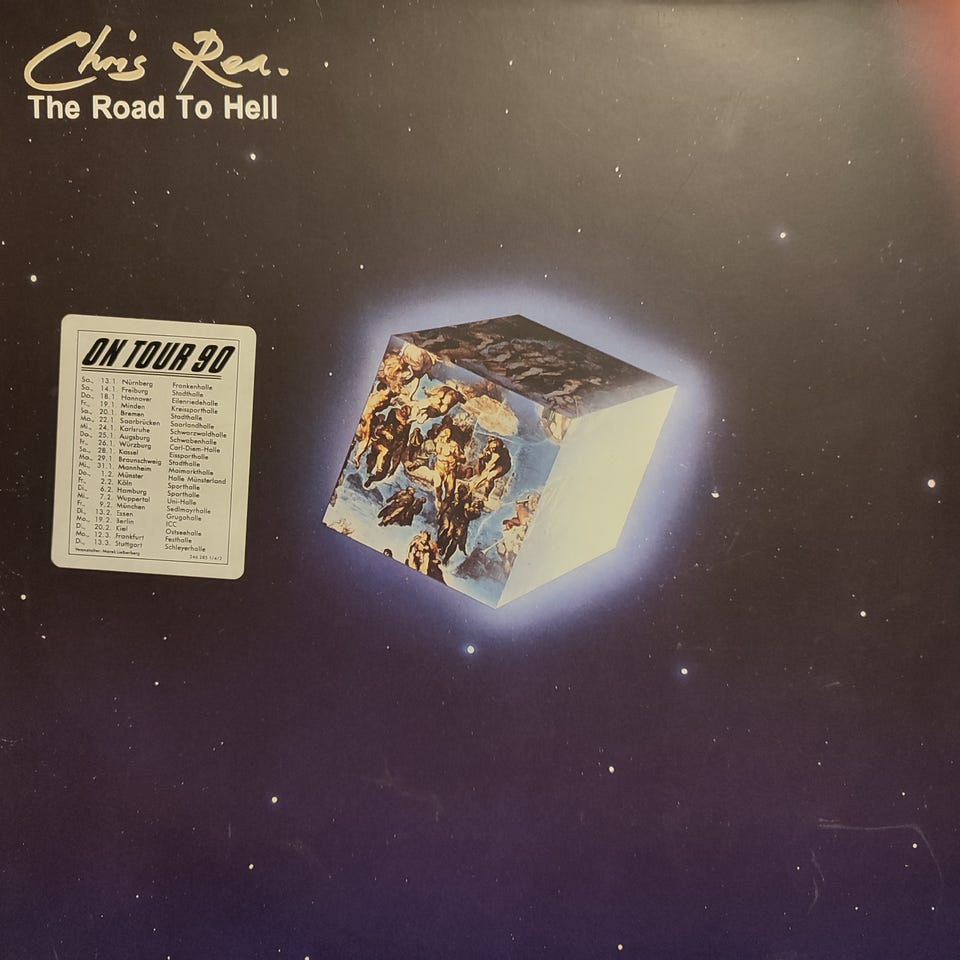 Chris Rea.
The Road To Hell
ON TOUR 90
Sa., 13.1. Nürnberg Frankenhalle
So., 14.1. Freiburg Stadthalle
Do., 18.1. Hannover Eilenriedehalle
Fr., 19.1. Minden Kreissporthalle
Sa., 20.1. Bremen Stadthalle
Mo., 22.1. Saarbrücken Saarlandhalle
Mi., 24.1. Karlsruhe Schwarzwaldhalle
Do., 25.1. Augsburg Schwabenhalle
Fr., 26.1. Würzburg Carl-Diem-Halle
So., 28.1. Kassel Eissporthalle
Mo., 29.1. Braunschweig Stadthalle
Mi., 31.1. Mannheim Maimarkthalle
Do., 1.2. Münster Halle Münsterland
Fr., 2.2. Köln Sporthalle
Di., 6.2. Hamburg Sporthalle
Mi., 7.2. Wuppertal Uni-Halle
Fr., 9.2. München Sedlmayrhalle
Di., 13.2. Essen Grugahalle
Mo., 19.2. Berlin ICC
Di., 20.2. Kiel Ostseehalle
Mo., 12.3. Frankfurt Festhalle
Di., 13.3. Stuttgart Schleyerhalle
Veranstalter: Marek Lieberberg